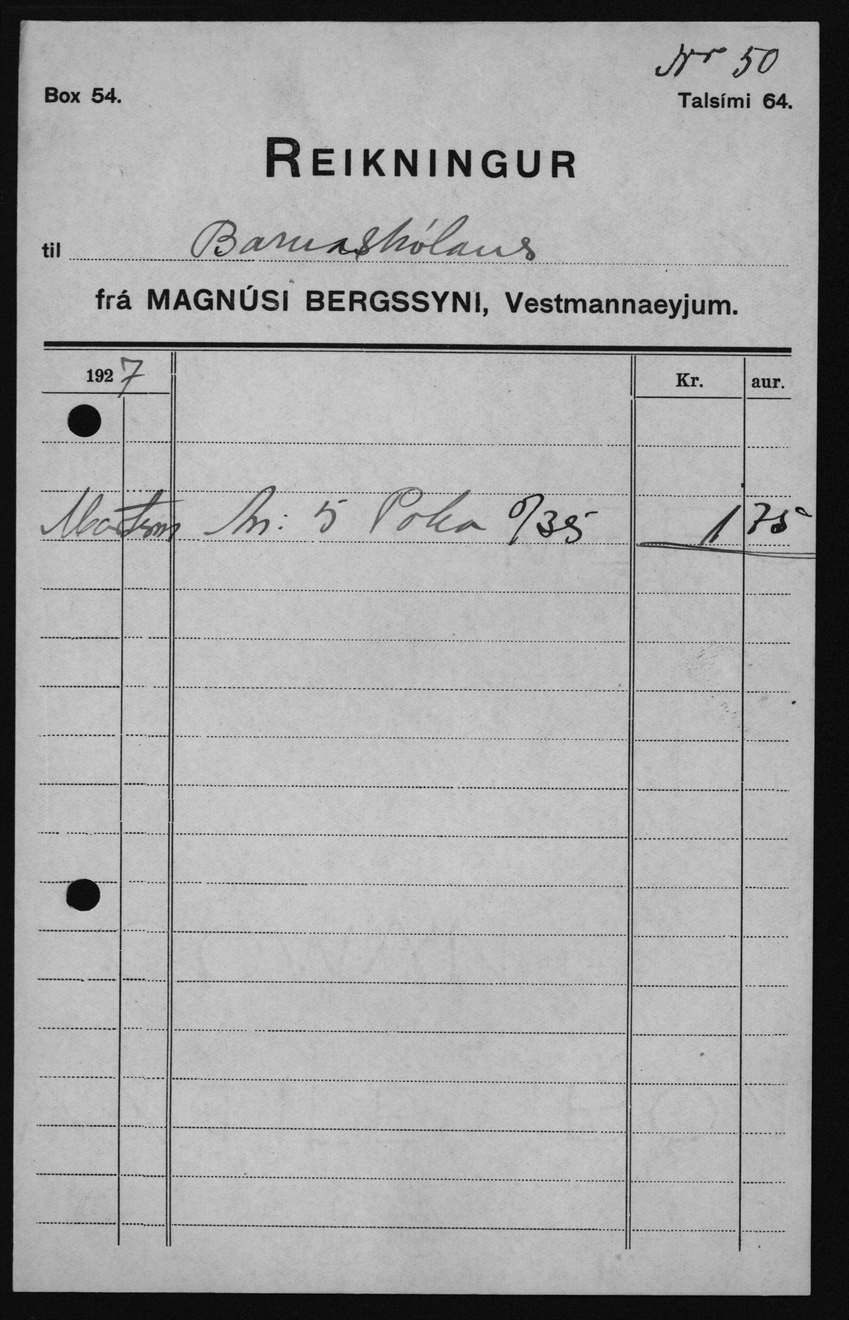 Nr 50
Box 54.
Talsími 64.
REIKNINGUR
til Barnaskólans
frá MAGNÚSI BERGSSYNI, Vestmannaeyjum.
1927 Kr. aur.
5 Poka 0/35 1 75